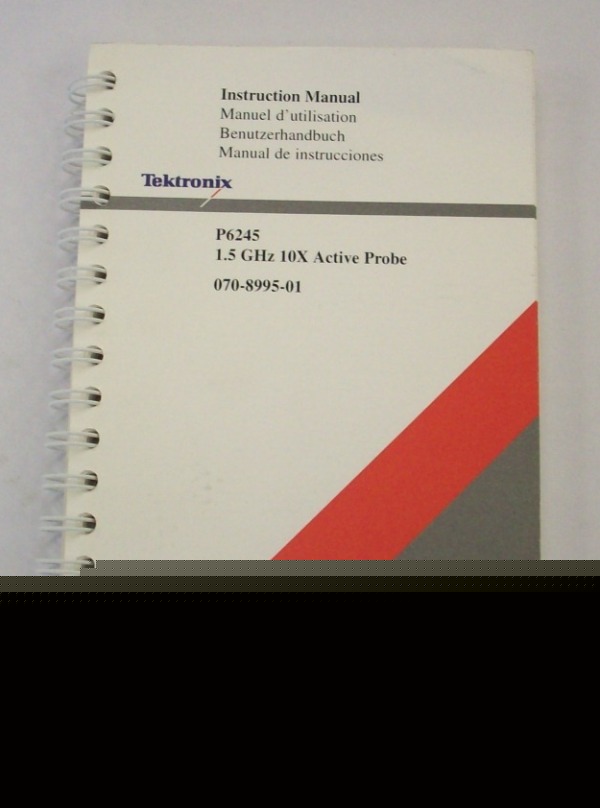 Instruction Manual
Manuel d'utilisation
Benutzerhandbuch
Manual de instrucciones
Tektronix
P6245
1.5 GHz 10X Active Probe
070-8995-01